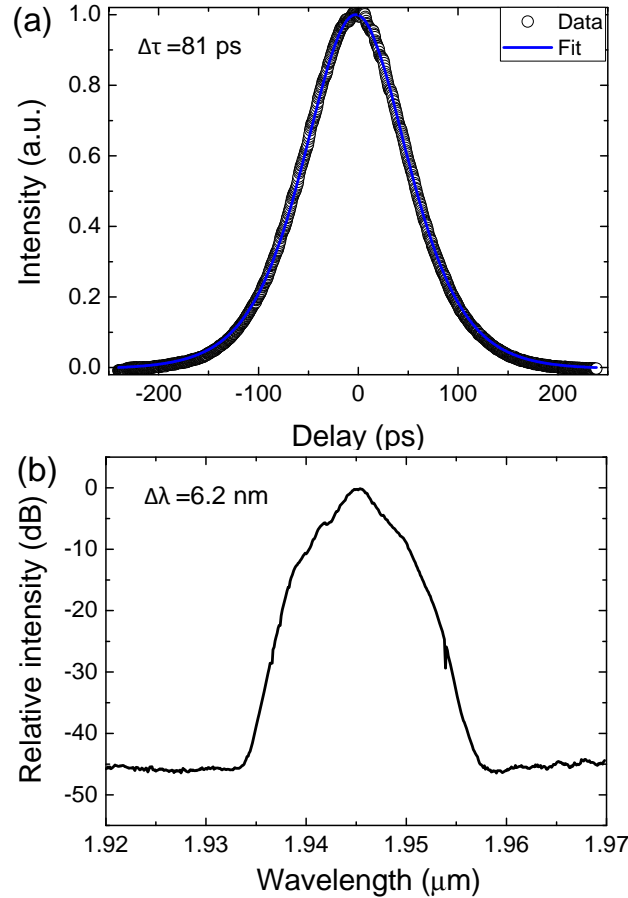 (a)
Δτ =81 ps
Data
Fit
Intensity (a.u.)
1.0
0.8
0.6
0.4
0.2
0.0
-200 -100 0 100 200
Delay (ps)
(b)
Δλ =6.2 nm
Relative intensity (dB)
0
-10
-20
-30
-40
-50
1.92 1.93 1.94 1.95 1.96 1.97
Wavelength (μm)